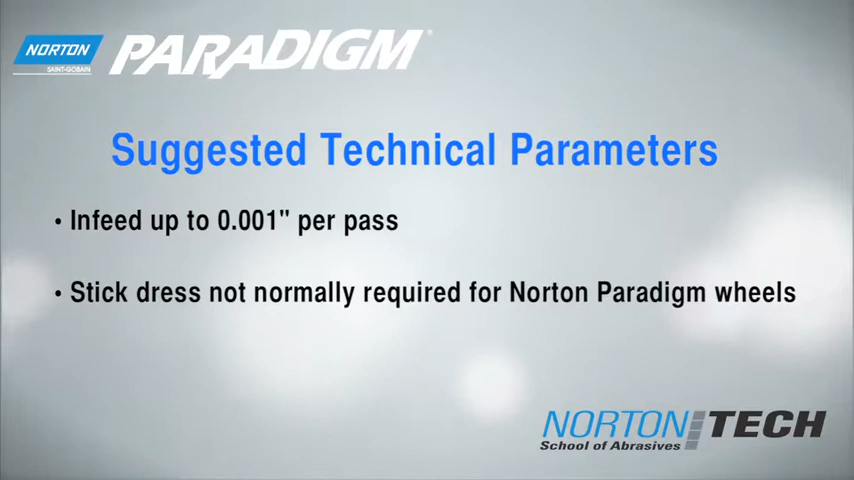 NORTON
SAINT-GOBAIN
PARADIGM®
Suggested Technical Parameters
• Infeed up to 0.001" per pass
• Stick dress not normally required for Norton Paradigm wheels
NORTON TECH
School of Abrasives